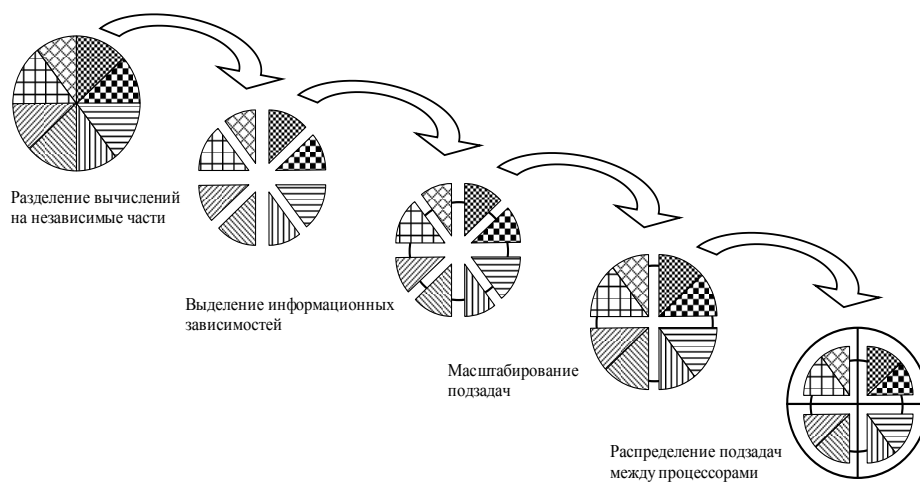 Разделение вычислений
на независимые части
Выделение информационных
зависимостей
Масштабирование
подзадач
Распределение подзадач
между процессорами